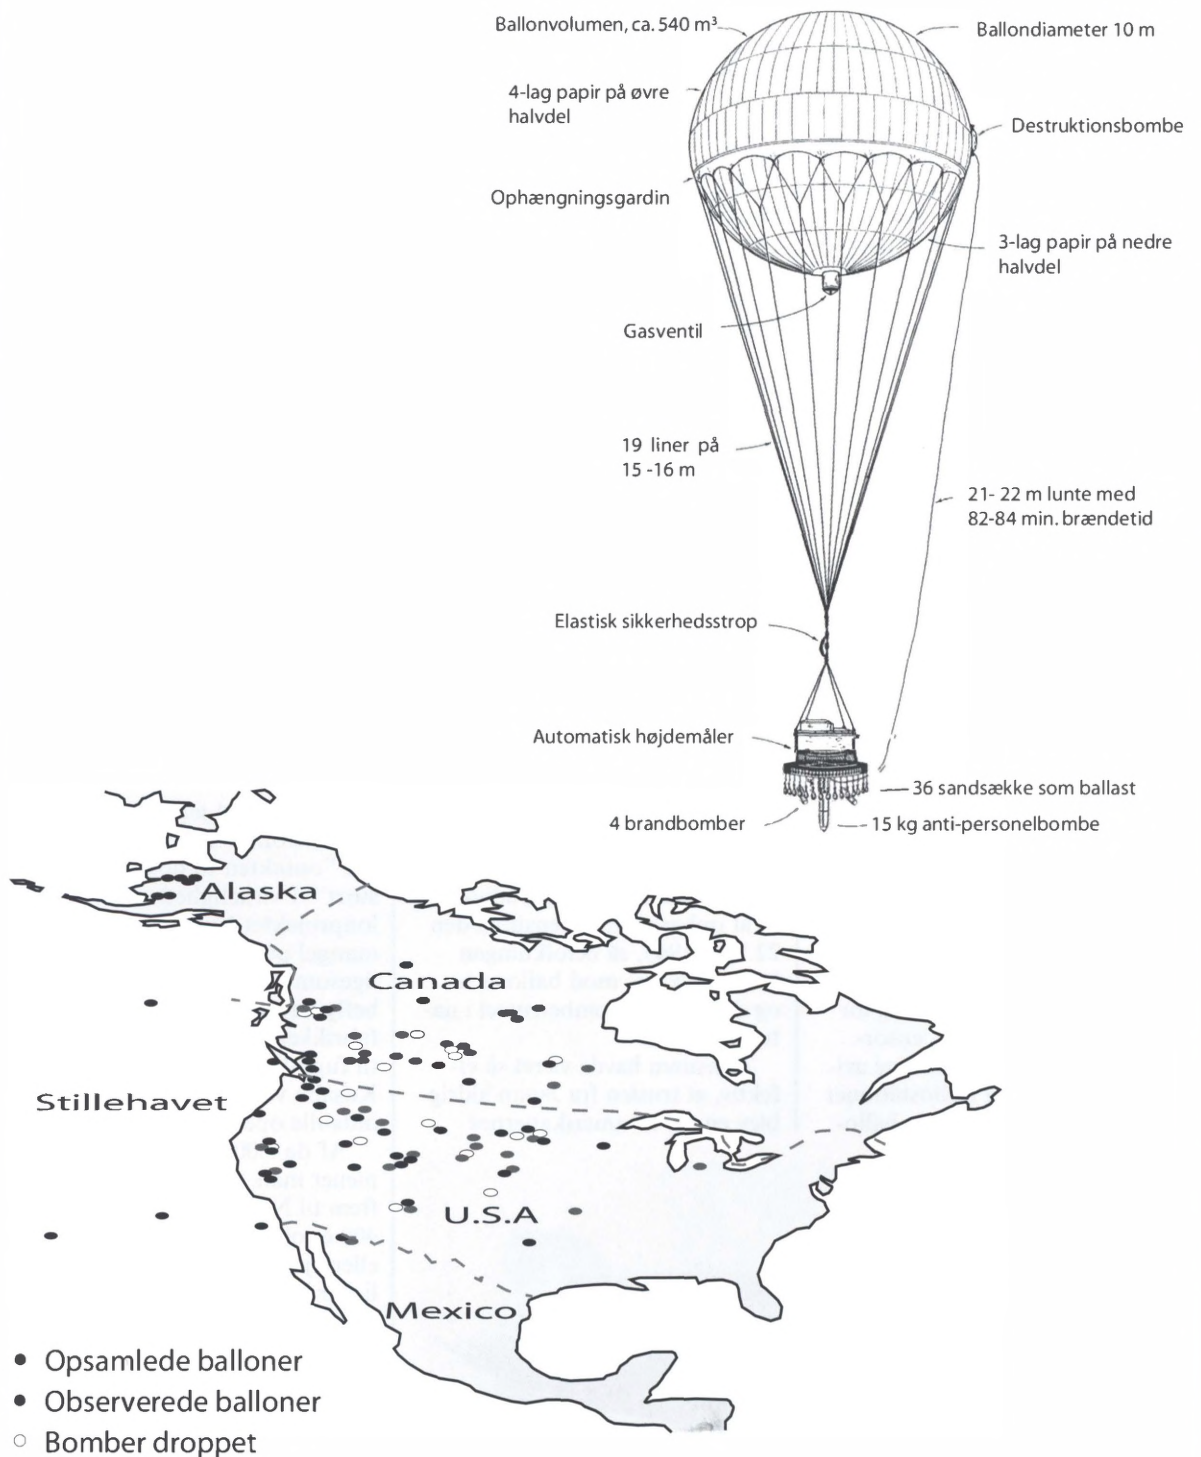 Ballonvolumen, ca. 540 m³
Ballondiameter 10 m
4-lag papir på øvre
halvdel
Destruktionsbombe
Ophængningsgardin
3-lag papir på nedre
halvdel
Gasventil
19 liner på
15 -16 m
21- 22 m lunte med
82-84 min. brændetid
Elastisk sikkerhedsstrop
Automatisk højdemåler
36 sandsække som ballast
4 brandbomber
15 kg anti-personelbombe
Alaska
Canada
Stillehavet
U.S.A
Mexico
● Opsamlede balloner
● Observerede balloner
○ Bomber droppet